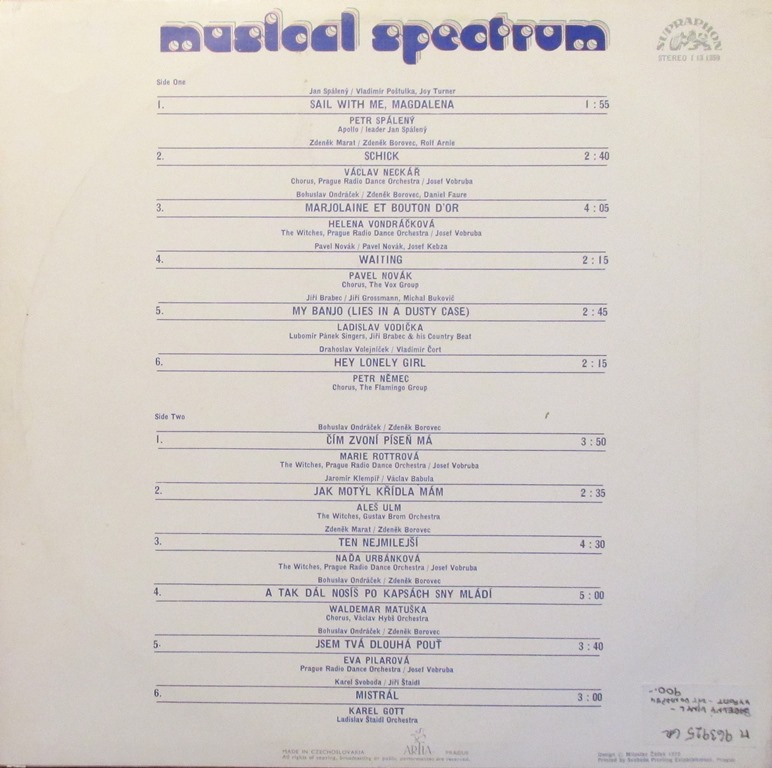 musical spectrum
SUPRAPHON
STEREO 1 13 1359
Side One
Jan Spálený / Vladimír Poštulka, Joy Turner
1. SAIL WITH ME, MAGDALENA 1 : 55
PETR SPÁLENÝ
Apollo / leader Jan Spálený
Zdeněk Marat / Zdeněk Borovec, Rolf Arnie
2. SCHICK 2 : 40
VÁCLAV NECKÁŘ
Chorus, Prague Radio Dance Orchestra / Josef Vobruba
Bohuslav Ondráček / Zdeněk Borovec, Daniel Faure
3. MARJOLAINE ET BOUTON D'OR 4 : 05
HELENA VONDRÁČKOVÁ
The Witches, Prague Radio Dance Orchestra / Josef Vobruba
Pavel Novák / Pavel Novák, Josef Kebza
4. WAITING 2 : 15
PAVEL NOVÁK
Chorus, The Vox Group
Jiří Brabec / Jiří Grossmann, Michal Bukovič
5. MY BANJO (LIES IN A DUSTY CASE) 2 : 45
LADISLAV VODIČKA
Lubomír Pánek Singers, Jiří Brabec & his Country Beat
Drahoslav Volejníček / Vladimír Čort
6. HEY LONELY GIRL 2 : 15
PETR NĚMEC
Chorus, The Flamingo Group
Side Two
Bohuslav Ondráček / Zdeněk Borovec
1. ČÍM ZVONÍ PÍSEŇ MÁ 3 : 50
MARIE ROTTROVÁ
The Witches, Prague Radio Dance Orchestra / Josef Vobruba
Jaromír Klempíř / Václav Babula
2. JAK MOTÝL KŘÍDLA MÁM 2 : 35
ALEŠ ULM
The Witches, Gustav Brom Orchestra
Zdeněk Marat / Zdeněk Borovec
3. TEN NEJMILEJŠÍ 4 : 30
NAĎA URBÁNKOVÁ
The Witches, Prague Radio Dance Orchestra / Josef Vobruba
Bohuslav Ondráček / Zdeněk Borovec
4. A TAK DÁL NOSÍŠ PO KAPSÁCH SNY MLÁDÍ 5 : 00
WALDEMAR MATUŠKA
Chorus, Václav Hybš Orchestra
Bohuslav Ondráček / Zdeněk Borovec
5. JSEM TVÁ DLOUHÁ POUŤ 3 : 40
EVA PILAROVÁ
Prague Radio Dance Orchestra / Josef Vobruba
Karel Svoboda / Jiří Štaidl
6. MISTRÁL 3 : 00
KAREL GOTT
Ladislav Štaidl Orchestra
MADE IN CZECHOSLOVAKIA ARTIA PRAGUE
All rights of copying, broadcasting or public performances are reserved.
900.-